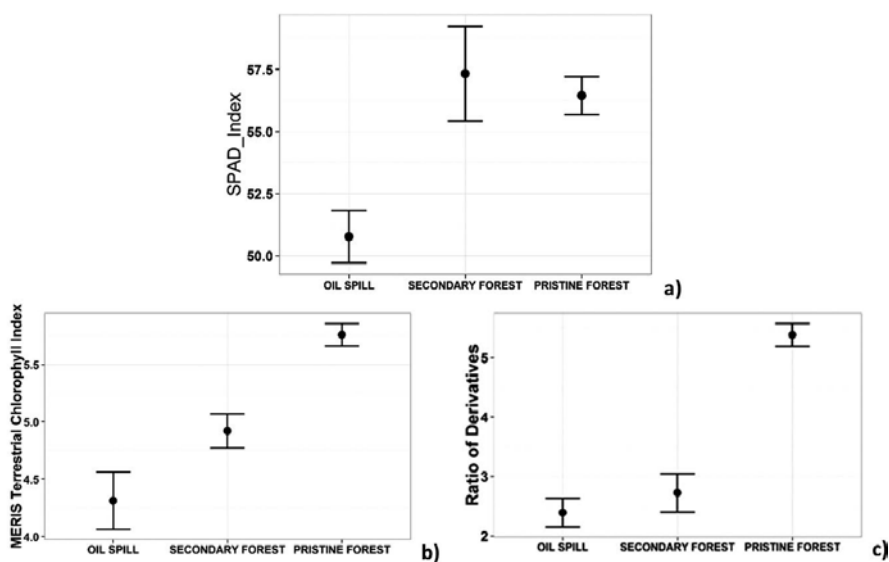 SPAD_Index
57.5
55.0
52.5
50.0
OIL SPILL SECONDARY FOREST PRISTINE FOREST
a)
MERIS Terrestrial Chlorophyll Index
5.5
5.0
4.5
4.0
OIL SPILL SECONDARY FOREST PRISTINE FOREST
b)
Ratio of Derivatives
5
4
3
2
OIL SPILL SECONDARY FOREST PRISTINE FOREST
c)